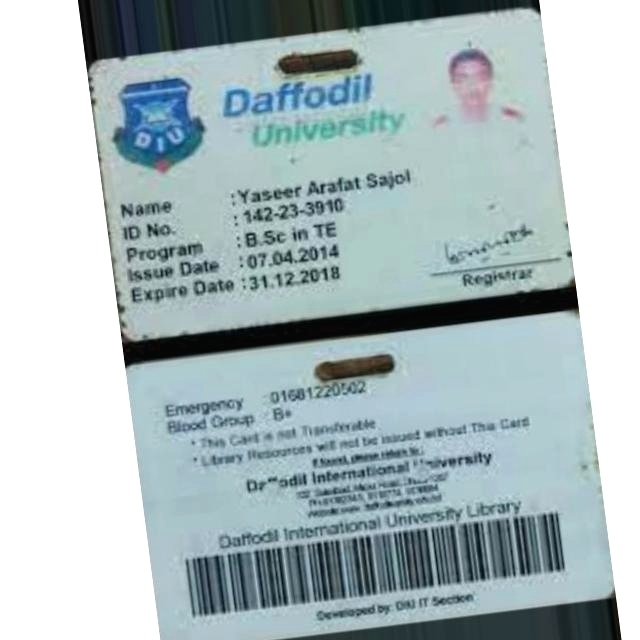 DIU
Daffodil
University
Name : Yaseer Arafat Sajol
ID No. : 142-23-3910
Program : B.Sc in TE
Issue Date : 07.04.2014
Expire Date : 31.12.2018
Registrar
Emergency : 01681220502
Blood Group : B+
* This Card is not Transferable
* Library Resources will not be issued without This Card
If found, please return to:
Daffodil International University
Daffodil International University Library
Developed by: DIU IT Section